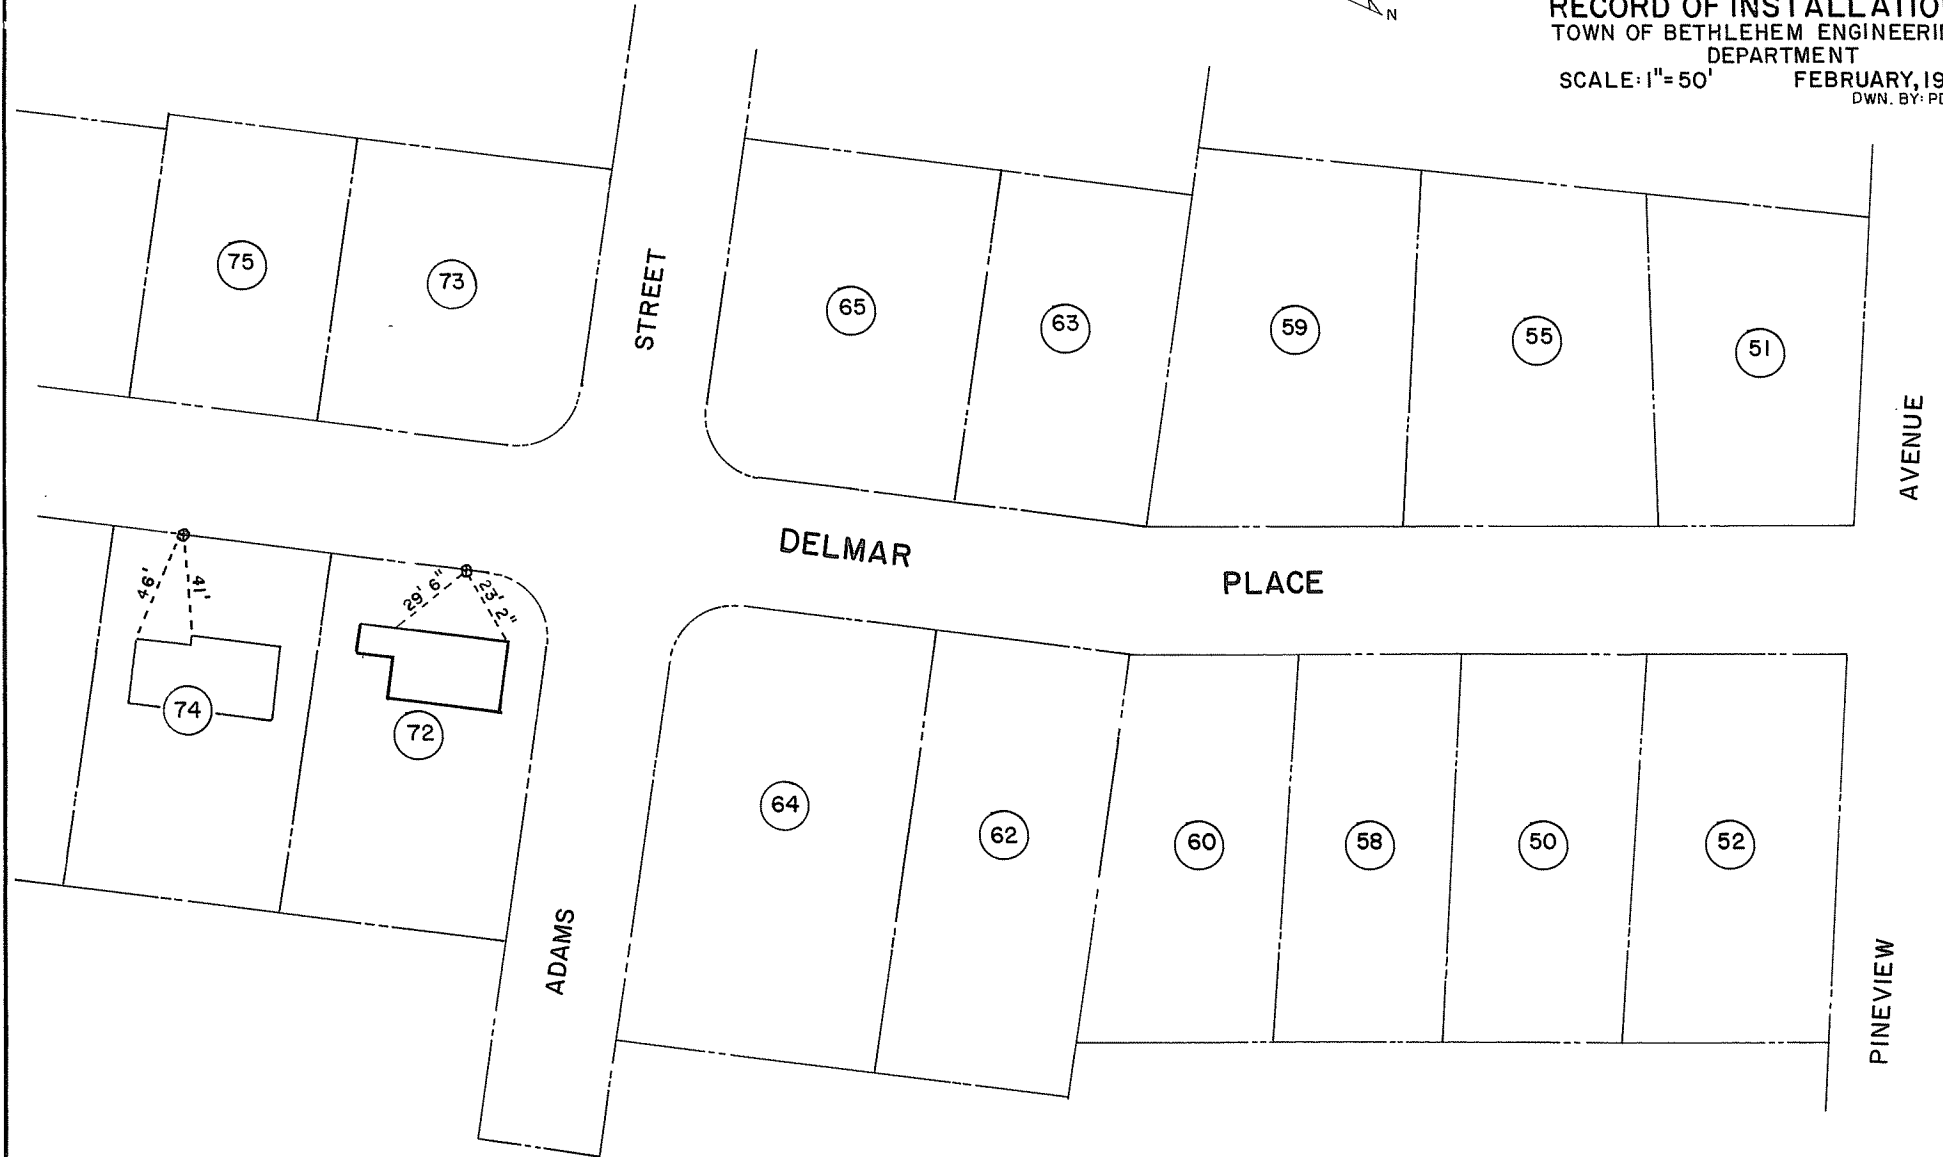 N
RECORD OF INSTALLATIO
TOWN OF BETHLEHEM ENGINEERI
DEPARTMENT
SCALE: 1"=50' FEBRUARY, 19
DWN. BY: P
75
73
STREET
65
63
59
55
51
AVENUE
DELMAR
PLACE
46'
41'
29' 6"
23' 2"
74
72
64
62
60
58
50
52
ADAMS
PINEVIEW